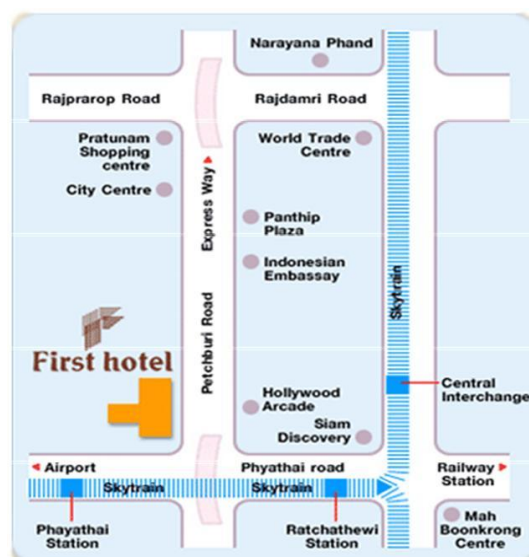 Narayana Phand
Rajprarop Road
Rajdamri Road
Pratunam
Shopping
centre
World Trade
Centre
City Centre
Express Way
Panthip
Plaza
Indonesian
Embassay
Skytrain
First hotel
Petchburi Road
Central
Interchange
Hollywood
Arcade
Siam
Discovery
Airport
Phyathai road
Railway
Station
Skytrain
Skytrain
Phayathai
Station
Ratchathewi
Station
Mah
Boonkrong
Centre